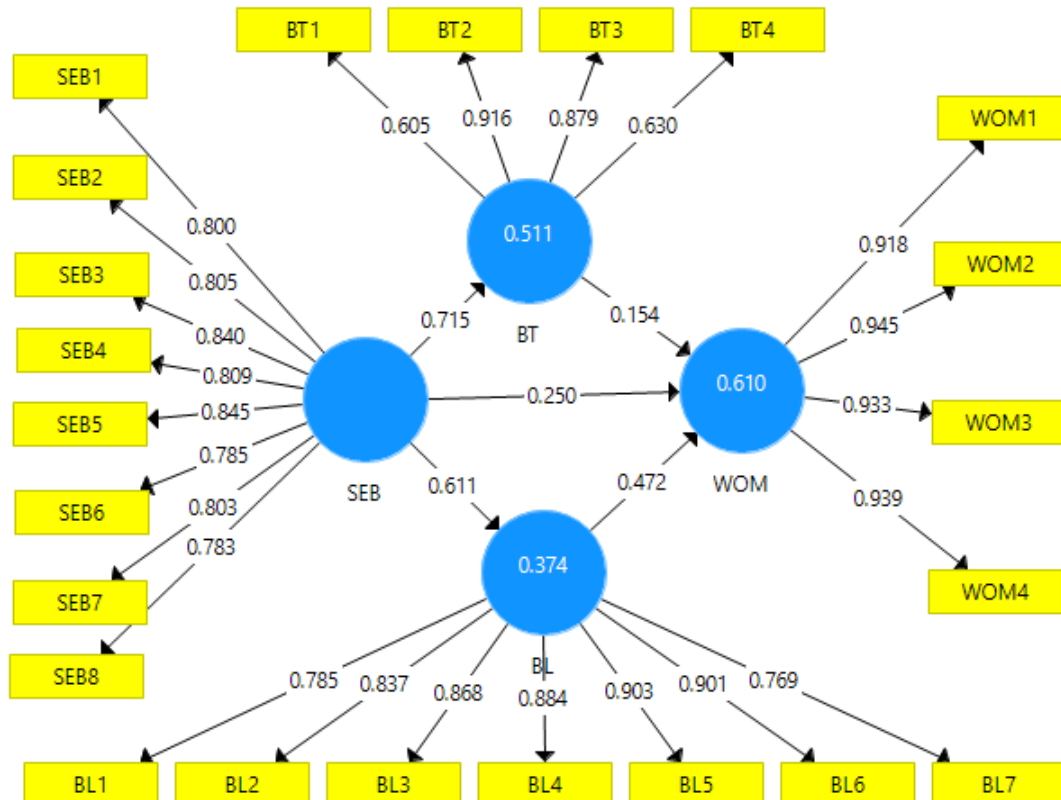 BT1 BT2 BT3 BT4
SEB1
SEB2
SEB3
SEB4
SEB5
SEB6
SEB7
SEB8
0.605 0.916 0.879 0.630
0.800
0.805
0.840
0.809
0.845
0.785
0.803
0.783
0.511
BT
0.715
0.154
SEB
0.250
0.610
WOM
0.611
0.472
0.374
BL
WOM1
WOM2
WOM3
WOM4
0.918
0.945
0.933
0.939
0.785 0.837 0.868 0.884 0.903 0.901 0.769
BL1 BL2 BL3 BL4 BL5 BL6 BL7